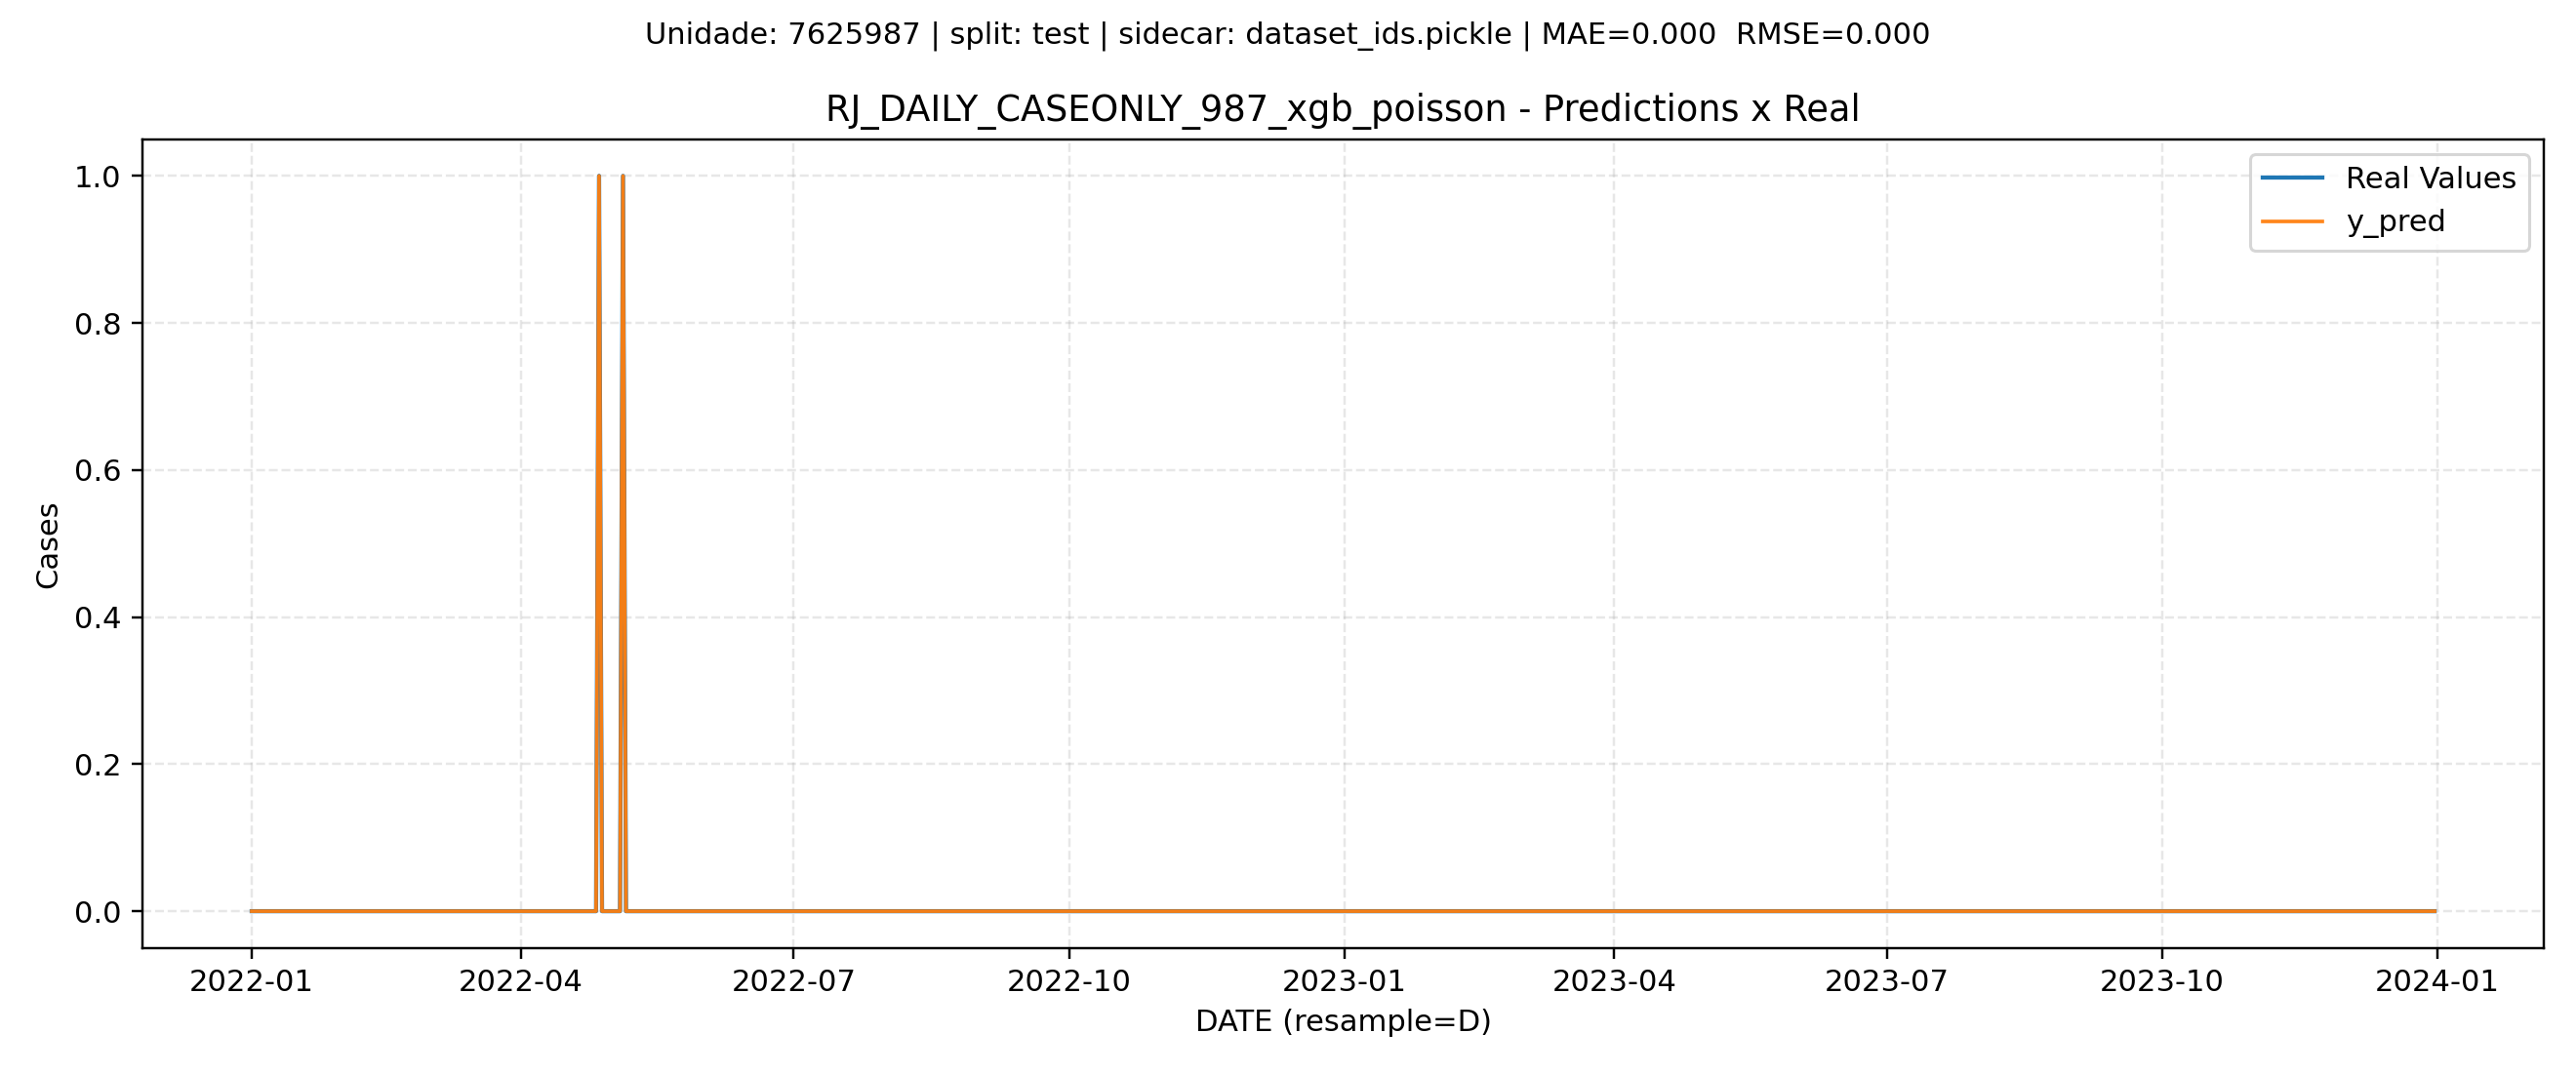 Unidade: 7625987 | split: test | sidecar: dataset_ids.pickle | MAE=0.000  RMSE=0.000
RJ_DAILY_CASEONLY_987_xgb_poisson - Predictions x Real
Real Values
y_pred
1.0
0.8
0.6
0.4
0.2
0.0
Cases
2022-01
2022-04
2022-07
2022-10
2023-01
2023-04
2023-07
2023-10
2024-01
DATE (resample=D)